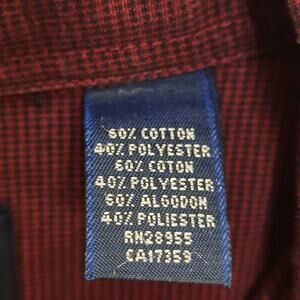 60% COTTON
40% POLYESTER
60% COTON
40% POLYESTER
60% ALGODON
40% POLIESTER
RN28955
CA17359